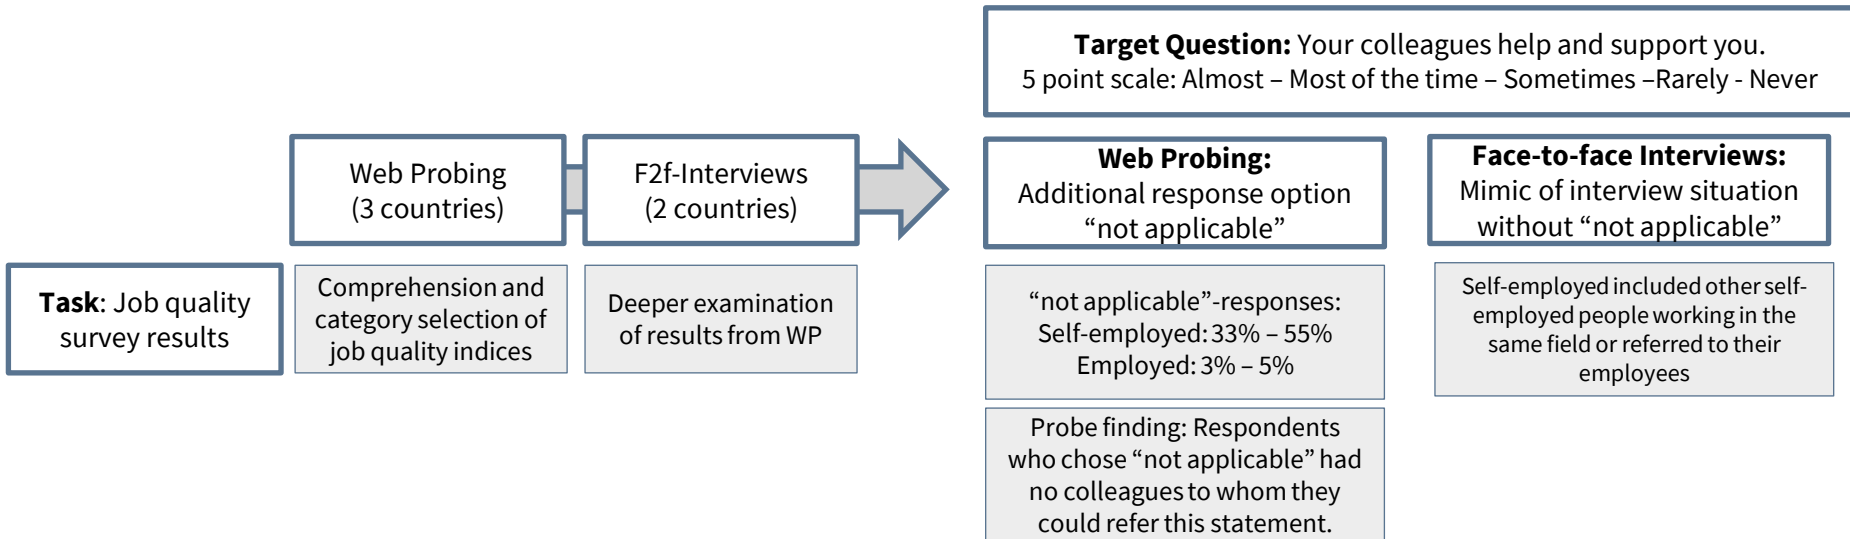 Target Question: Your colleagues help and support you.
5 point scale: Almost – Most of the time – Sometimes –Rarely - Never
Web Probing
(3 countries)
F2f-Interviews
(2 countries)
Web Probing:
Additional response option
“not applicable”
Face-to-face Interviews:
Mimic of interview situation
without “not applicable”
Task: Job quality
survey results
Comprehension and
category selection of
job quality indices
Deeper examination
of results from WP
“not applicable”-responses:
Self-employed: 33% – 55%
Employed: 3% – 5%
Self-employed included other self-
employed people working in the
same field or referred to their
employees
Probe finding: Respondents
who chose “not applicable” had
no colleagues to whom they
could refer this statement.